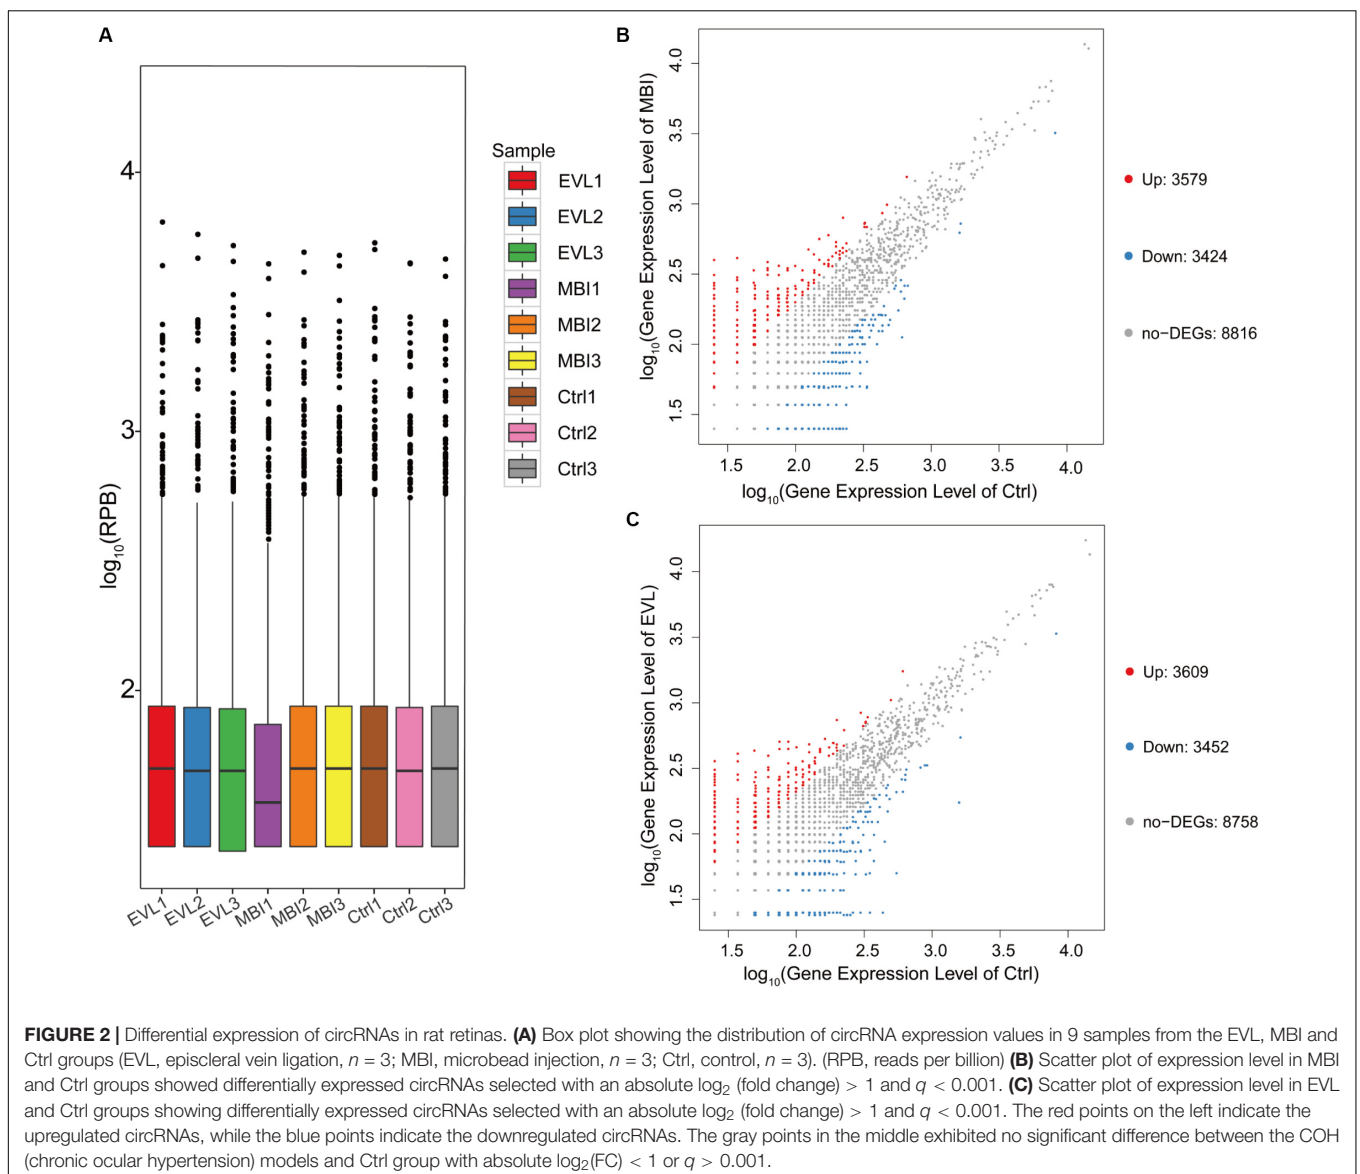 A
log10(RPB)
4
3
2
EVL1 EVL2 EVL3 MBI1 MBI2 MBI3 Ctrl1 Ctrl2 Ctrl3
Sample
EVL1
EVL2
EVL3
MBI1
MBI2
MBI3
Ctrl1
Ctrl2
Ctrl3
B
log10(Gene Expression Level of MBI)
4.0
3.5
3.0
2.5
2.0
1.5
1.5 2.0 2.5 3.0 3.5 4.0
log10(Gene Expression Level of Ctrl)
Up: 3579
Down: 3424
no−DEGs: 8816
C
log10(Gene Expression Level of EVL)
4.0
3.5
3.0
2.5
2.0
1.5
1.5 2.0 2.5 3.0 3.5 4.0
log10(Gene Expression Level of Ctrl)
Up: 3609
Down: 3452
no−DEGs: 8758
FIGURE 2 | Differential expression of circRNAs in rat retinas. (A) Box plot showing the distribution of circRNA expression values in 9 samples from the EVL, MBI and
Ctrl groups (EVL, episcleral vein ligation, n = 3; MBI, microbead injection, n = 3; Ctrl, control, n = 3). (RPB, reads per billion) (B) Scatter plot of expression level in MBI
and Ctrl groups showed differentially expressed circRNAs selected with an absolute log2 (fold change) > 1 and q < 0.001. (C) Scatter plot of expression level in EVL
and Ctrl groups showing differentially expressed circRNAs selected with an absolute log2 (fold change) > 1 and q < 0.001. The red points on the left indicate the
upregulated circRNAs, while the blue points indicate the downregulated circRNAs. The gray points in the middle exhibited no significant difference between the COH
(chronic ocular hypertension) models and Ctrl group with absolute log2(FC) < 1 or q > 0.001.